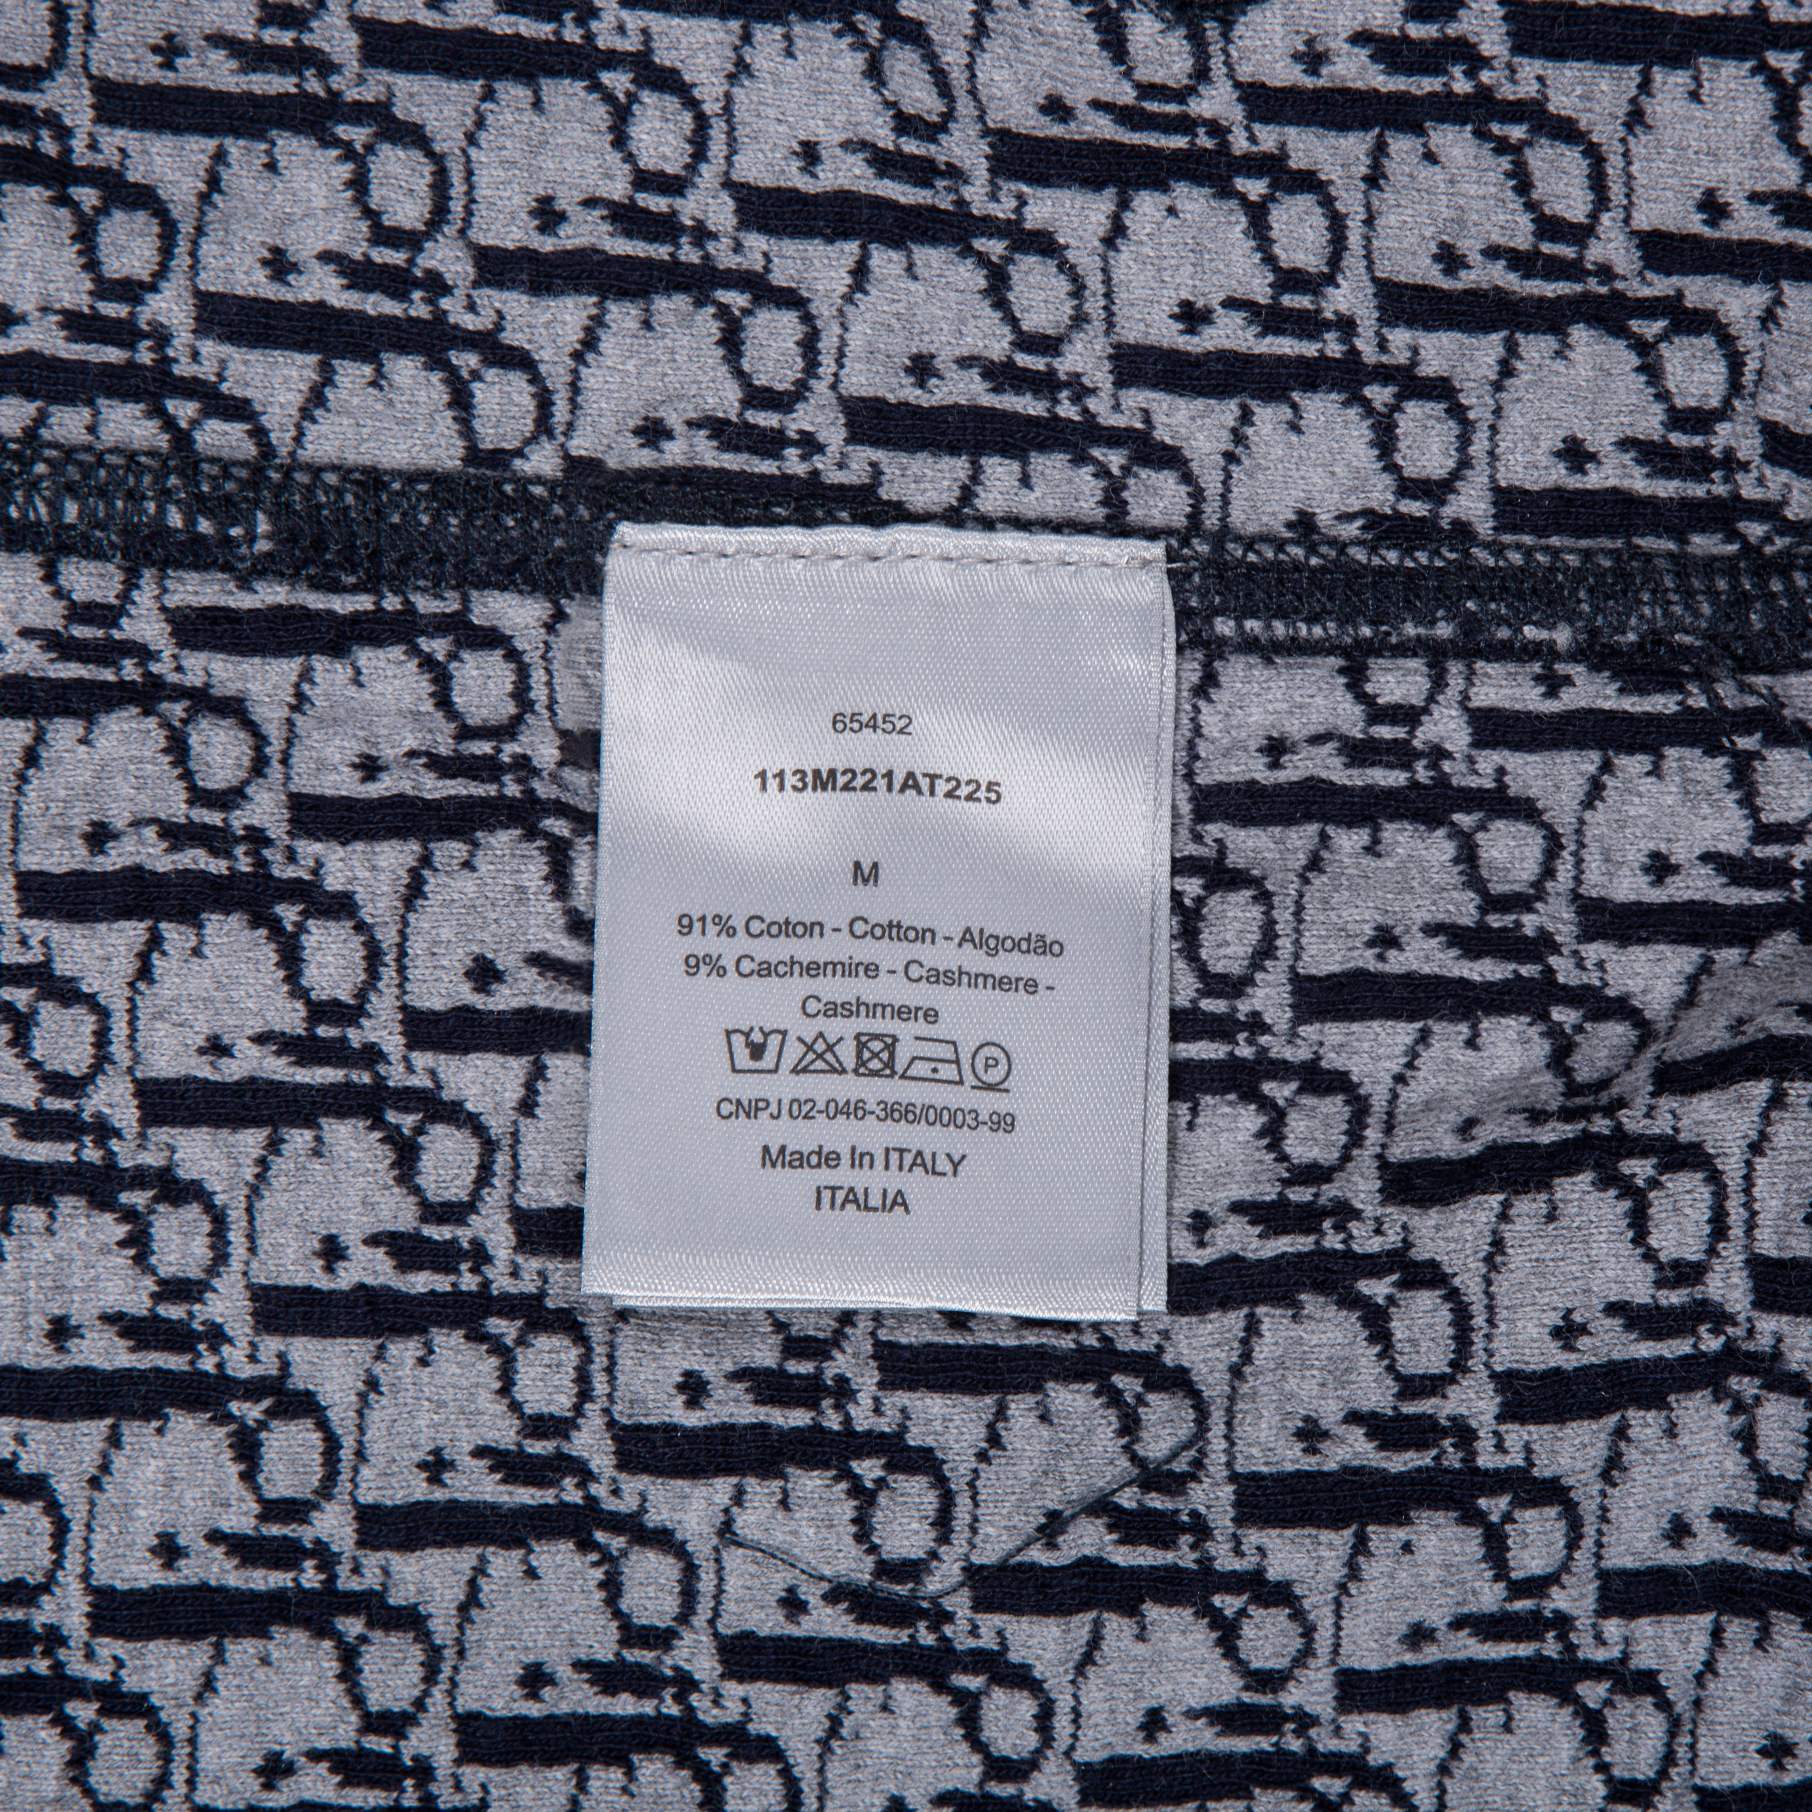 65452
113M221AT225
M
91% Coton - Cotton - Algodão
9% Cachemire - Cashmere -
Cashmere
P
CNPJ 02-046-366/0003-99
Made In ITALY
ITALIA